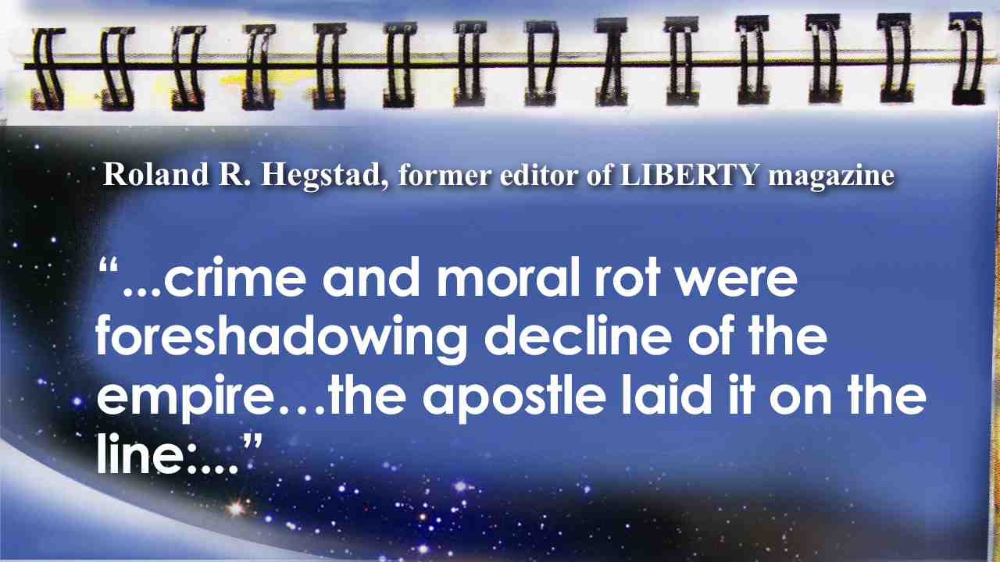 Roland R. Hegstad, former editor of LIBERTY magazine
“...crime and moral rot were
foreshadowing decline of the
empire…the apostle laid it on the
line:...”